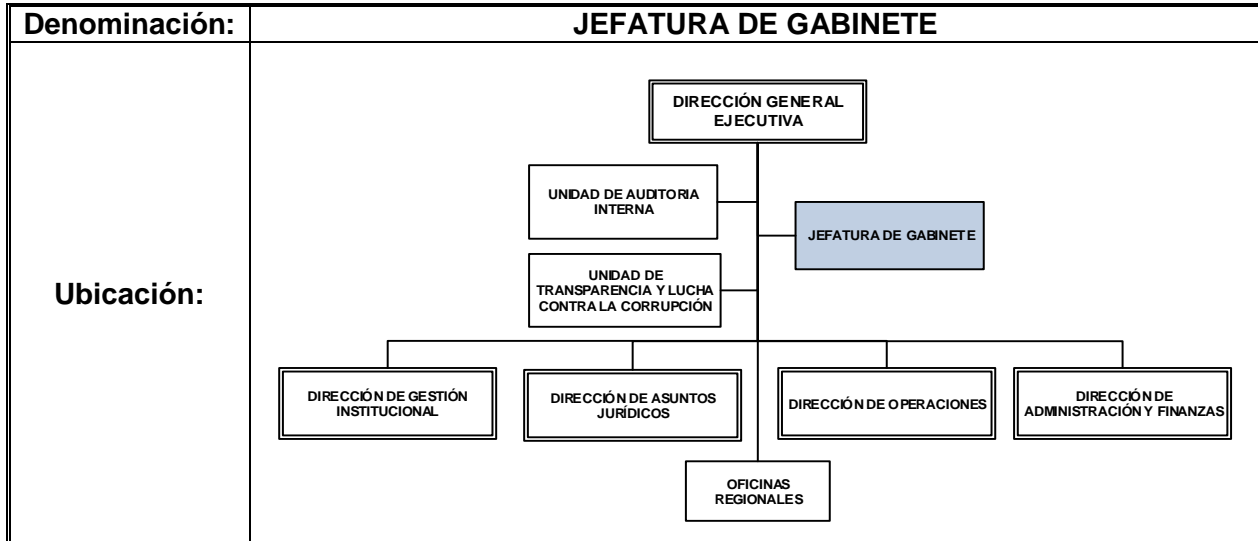 Denominación:
JEFATURA DE GABINETE
Ubicación:
DIRECCIÓN GENERAL
EJECUTIVA
UNIDAD DE AUDITORIA
INTERNA
JEFATURA DE GABINETE
UNIDAD DE
TRANSPARENCIA Y LUCHA
CONTRA LA CORRUPCIÓN
DIRECCIÓN DE GESTIÓN
INSTITUCIONAL
DIRECCIÓN DE ASUNTOS
JURÍDICOS
DIRECCIÓN DE OPERACIONES
DIRECCIÓN DE
ADMINISTRACIÓN Y FINANZAS
OFICINAS
REGIONALES